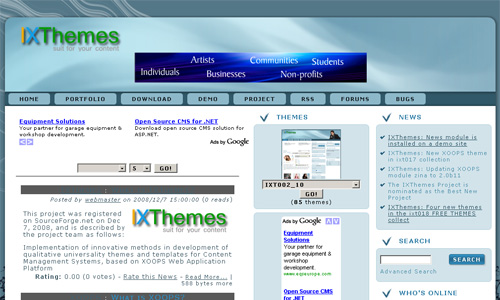 IXThemes
suit for your content
Artists
Communities
Students
Individuals
Businesses
Non-profits
HOME
PORTFOLIO
DOWNLOAD
DEMO
PROJECT
RSS
FORUMS
BUGS
Equipment Solutions
Your partner for garage equipment & workshop development.
Open Source CMS for .NET
Download open source CMS solution for ASP.NET.
Ads by Google
S
GO!
:
Posted by webmaster on 2008/12/7 15:00:00 (0 reads)
IXThemes
suit for your content
This project was registered
on SourceForge.net on Dec
7, 2008, and is described by
the project team as follows:
Implementation of innovative methods in development of
qualitative universality themes and templates for Content
Management Systems, based on XOOPS Web Application
Platform
Rating: 0.00 (0 votes) - Rate this News - Read More... |
588 bytes more
: WHAT IS XOOPS?
THEMES
IXT002_10
GO!
(85 themes)
Ads by Google
Equipment
Solutions
Your partner for
garage
equipment &
workshop
development.
Open Source
CMS for .NET
NEWS
IXThemes: News module is
installed on a demo site
IXThemes: New XOOPS theme
in ixt017 collection
IXThemes: Updating XOOPS
module zina to 2.0b11
The IXThemes Project is
nominated as the Best New
Project
IXThemes: Four new themes
in the ixt018 FREE THEMES
collect
SEARCH
SEARCH
Advanced Search
WHO'S ONLINE